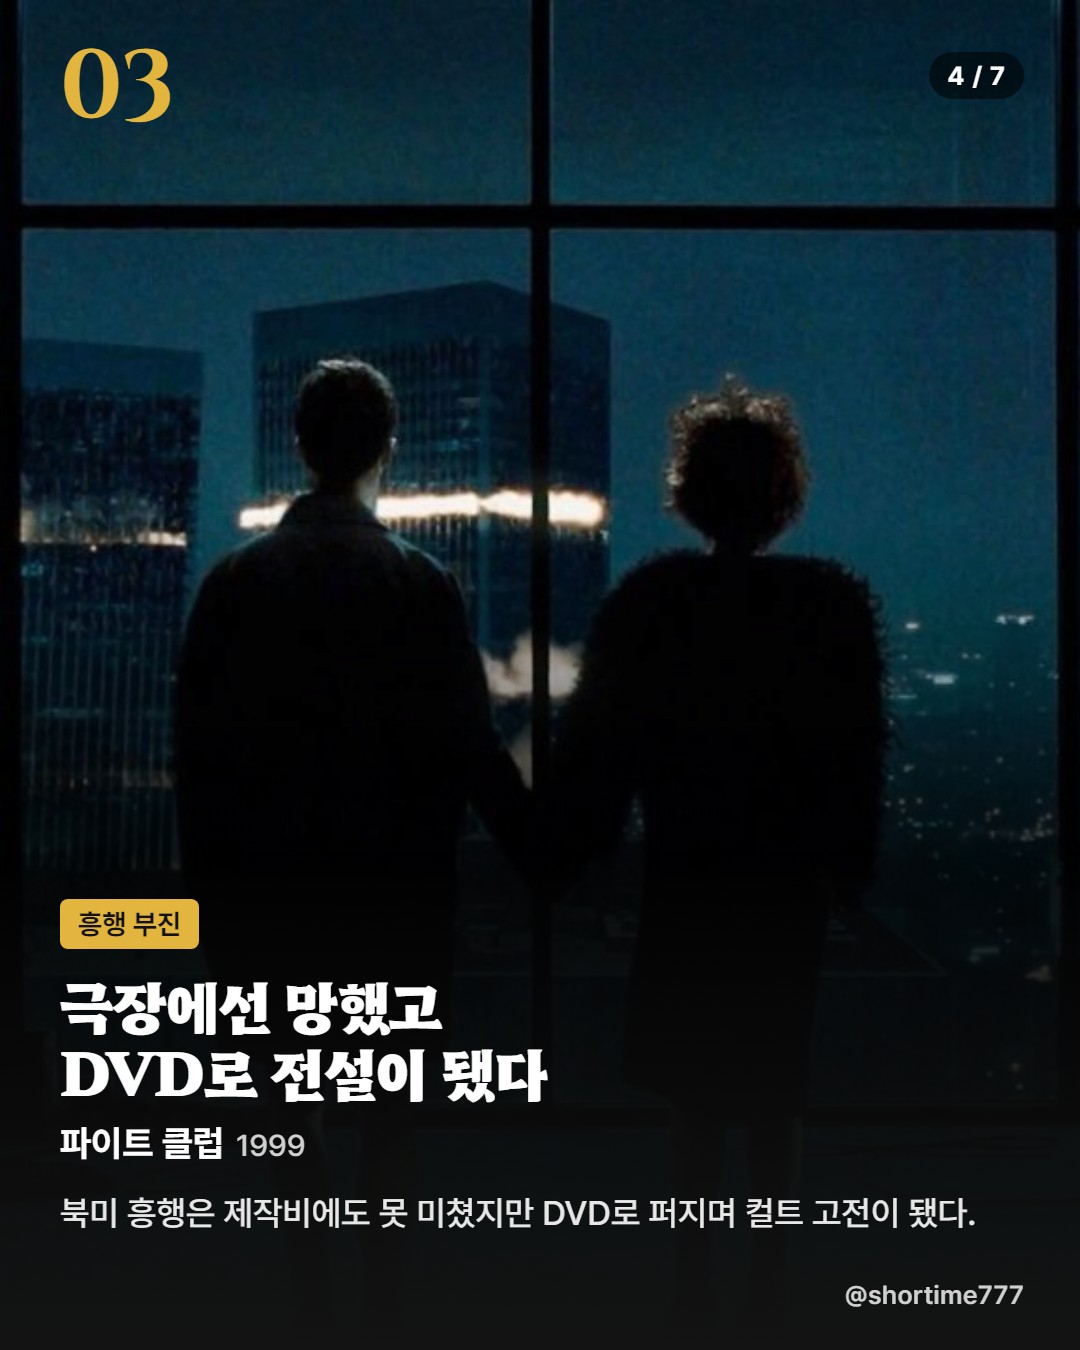 03
4 / 7
흥행 부진
극장에선 망했고
DVD로 전설이 됐다
파이트 클럽 1999
북미 흥행은 제작비에도 못 미쳤지만 DVD로 퍼지며 컬트 고전이 됐다.
@shortime777